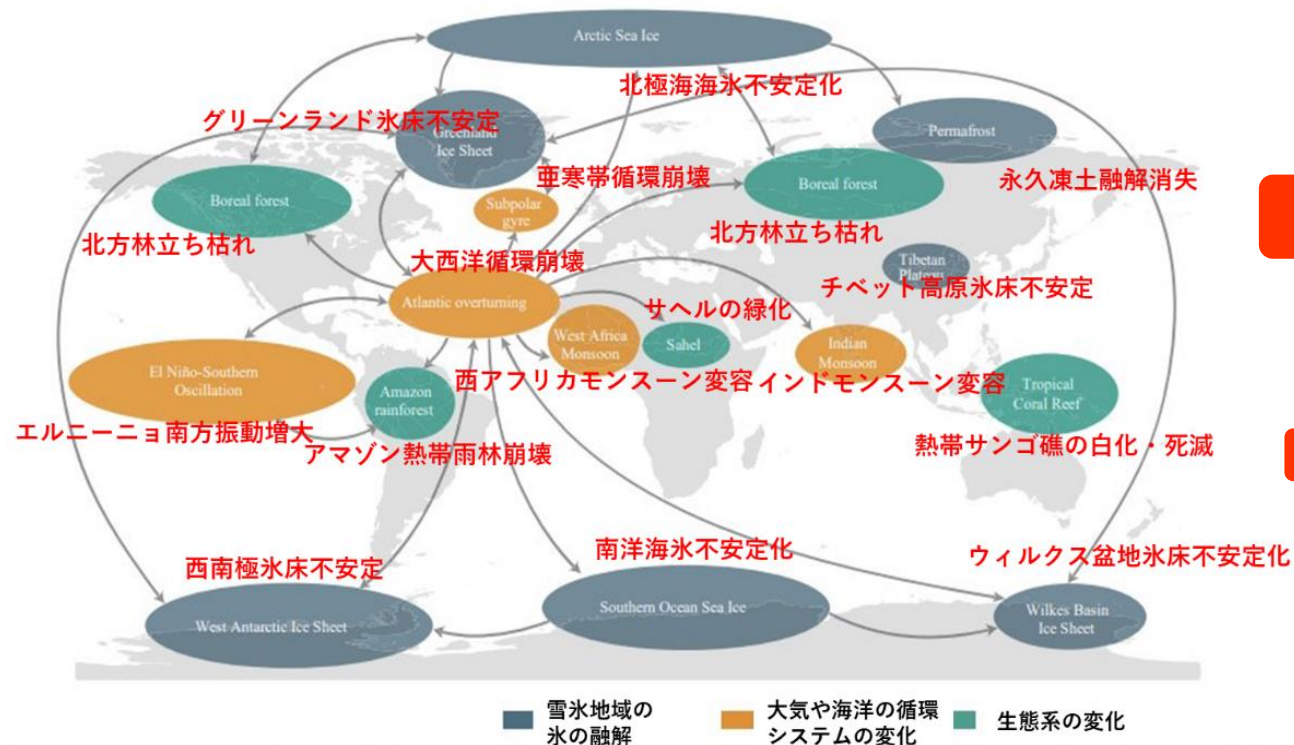 Arctic Sea Ice
北極海海氷不安定化
グリーンランド氷床不安定
Greenland
Ice Sheet
Permafrost
永久凍土融解消失
Boreal forest
北方林立ち枯れ
亜寒帯循環崩壊
Subpolar
gyre
Boreal forest
北方林立ち枯れ
大西洋循環崩壊
Atlantic overturning
Tibetan
Plateau
チベット高原氷床不安定
サヘルの緑化
West Africa
Monsoon
Sahel
Indian
Monsoon
西アフリカモンスーン変容
インドモンスーン変容
El Niño-Southern
Oscillation
エルニーニョ南方振動増大
Amazon
rainforest
アマゾン熱帯雨林崩壊
Tropical
Coral Reef
熱帯サンゴ礁の白化・死滅
西南極氷床不安定
West Antarctic Ice Sheet
南洋海氷不安定化
Southern Ocean Sea Ice
ウィルクス盆地氷床不安定化
Wilkes Basin
Ice Sheet
雪氷地域の
氷の融解
大気や海洋の循環
システムの変化
生態系の変化